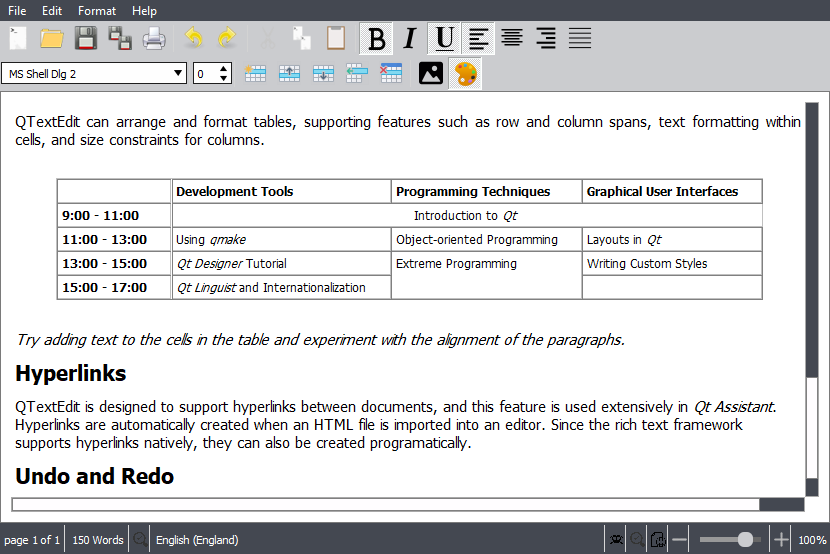 File Edit Format Help
B I U
MS Shell Dlg 2 0
QTextEdit can arrange and format tables, supporting features such as row and column spans, text formatting within
cells, and size constraints for columns.
Development Tools Programming Techniques Graphical User Interfaces
9:00 - 11:00 Introduction to Qt
11:00 - 13:00 Using qmake Object-oriented Programming Layouts in Qt
13:00 - 15:00 Qt Designer Tutorial Extreme Programming Writing Custom Styles
15:00 - 17:00 Qt Linguist and Internationalization
Try adding text to the cells in the table and experiment with the alignment of the paragraphs.
Hyperlinks
QTextEdit is designed to support hyperlinks between documents, and this feature is used extensively in Qt Assistant.
Hyperlinks are automatically created when an HTML file is imported into an editor. Since the rich text framework
supports hyperlinks natively, they can also be created programatically.
Undo and Redo
page 1 of 1 150 Words English (England) 100%